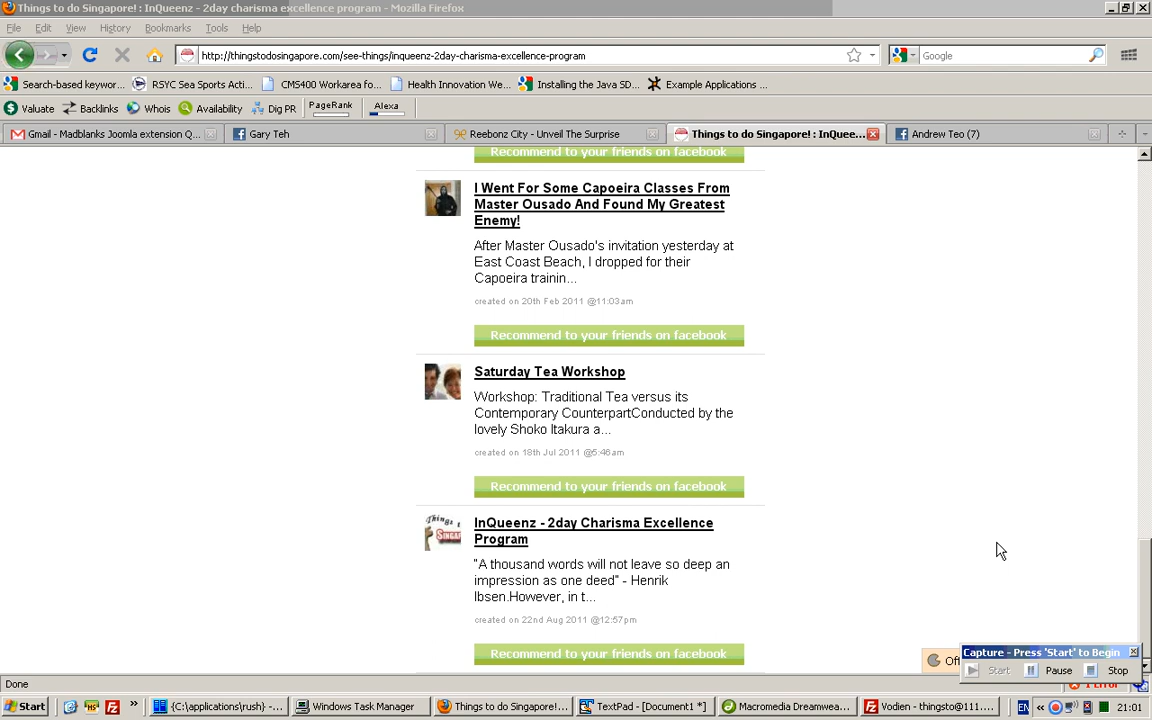 Things to do Singapore! : InQueenz - 2day charisma excellence program - Mozilla Firefox
File Edit View History Bookmarks Tools Help
http://thingstodosingapore.com/see-things/inqueenz-2day-charisma-excellence-program
Google
Search-based keywor... RSYC Sea Sports Acti... CMS400 Workarea fo... Health Innovation We... Installing the Java SD... Example Applications ...
Valuate Backlinks Whois Availability Dig PR PageRank Alexa
Gmail - Madblanks Joomla extension Q... Gary Teh Reebonz City - Unveil The Surprise Things to do Singapore! : InQuee... Andrew Teo (7)
Recommend to your friends on facebook
I Went For Some Capoeira Classes From
Master Ousado And Found My Greatest
Enemy!
After Master Ousado's invitation yesterday at
East Coast Beach, I dropped for their
Capoeira trainin...
created on 20th Feb 2011 @11:03am
Recommend to your friends on facebook
Saturday Tea Workshop
Workshop: Traditional Tea versus its
Contemporary CounterpartConducted by the
lovely Shoko Itakura a...
created on 18th Jul 2011 @5:46am
Recommend to your friends on facebook
InQueenz - 2day Charisma Excellence
Program
"A thousand words will not leave so deep an
impression as one deed" - Henrik
Ibsen.However, in t...
created on 22nd Aug 2011 @12:57pm
Recommend to your friends on facebook
Capture - Press 'Start' to Begin
Start Pause Stop
Done
1 Error
Start {C:\applications\rush} -... Windows Task Manager Things to do Singapore!... TextPad - [Document1 *] Macromedia Dreamwea... Vodien - thingsto@111.... EN 21:01